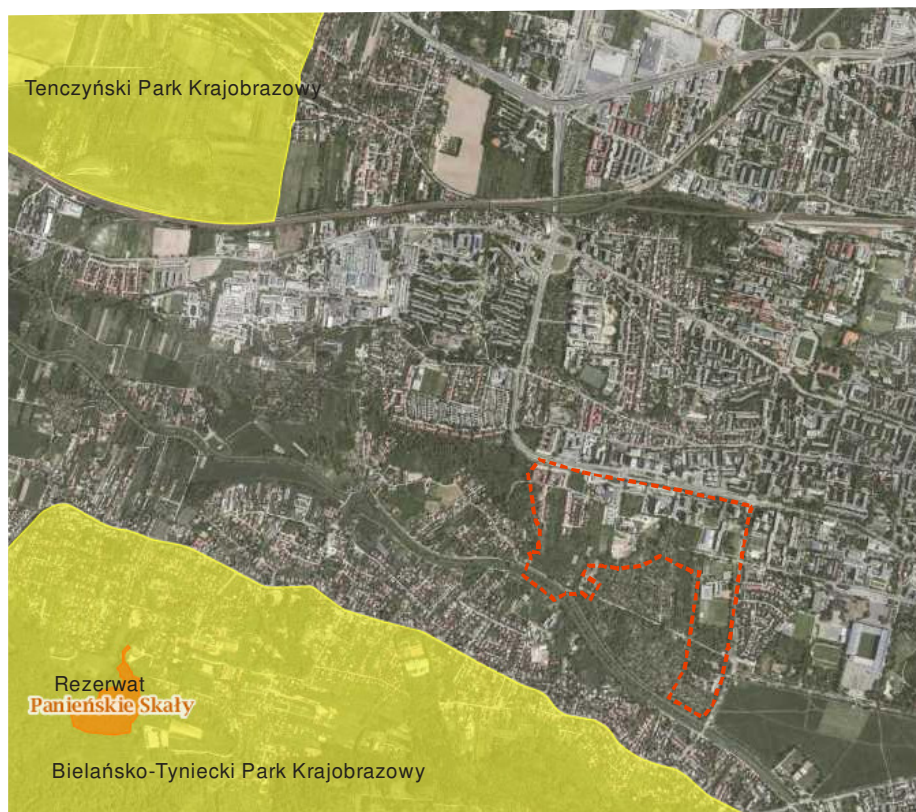 Tenczyński Park Krajobrazowy
Rezerwat
Panieńskie Skały
Bielańsko-Tyniecki Park Krajobrazowy